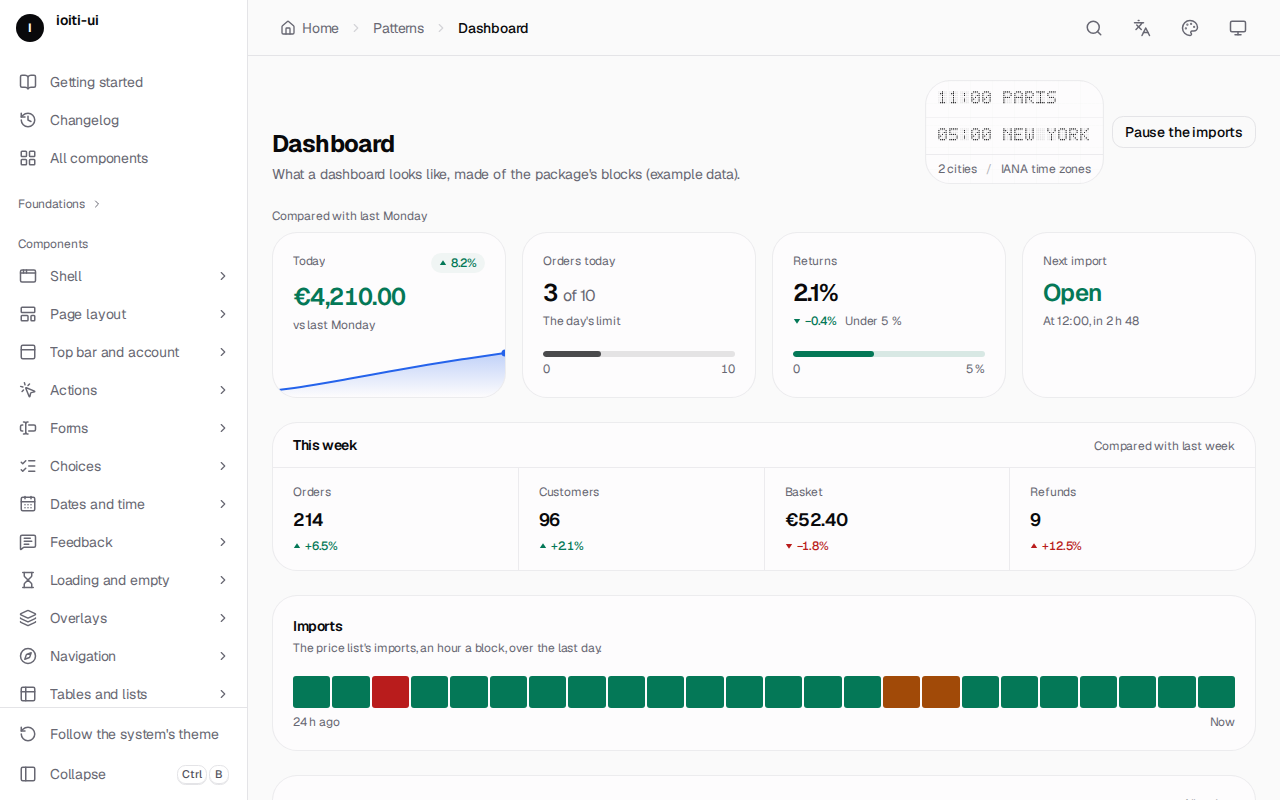 I
ioiti-ui
Home
Patterns
Dashboard
Getting started
Changelog
All components
Foundations
Components
Shell
Page layout
Top bar and account
Actions
Forms
Choices
Dates and time
Feedback
Loading and empty
Overlays
Navigation
Tables and lists
Follow the system's theme
Collapse
Ctrl B
Dashboard
What a dashboard looks like, made of the package's blocks (example data).
11:00 PARIS
05:00 NEW YORK
2 cities / IANA time zones
Pause the imports
Compared with last Monday
Today
8.2%
€4,210.00
vs last Monday
Orders today
3 of 10
The day's limit
0 10
Returns
2.1%
−0.4% Under 5 %
0 5 %
Next import
Open
At 12:00, in 2 h 48
This week
Compared with last week
Orders
214
+6.5%
Customers
96
+2.1%
Basket
€52.40
−1.8%
Refunds
9
+12.5%
Imports
The price list's imports, an hour a block, over the last day.
24 h ago
Now